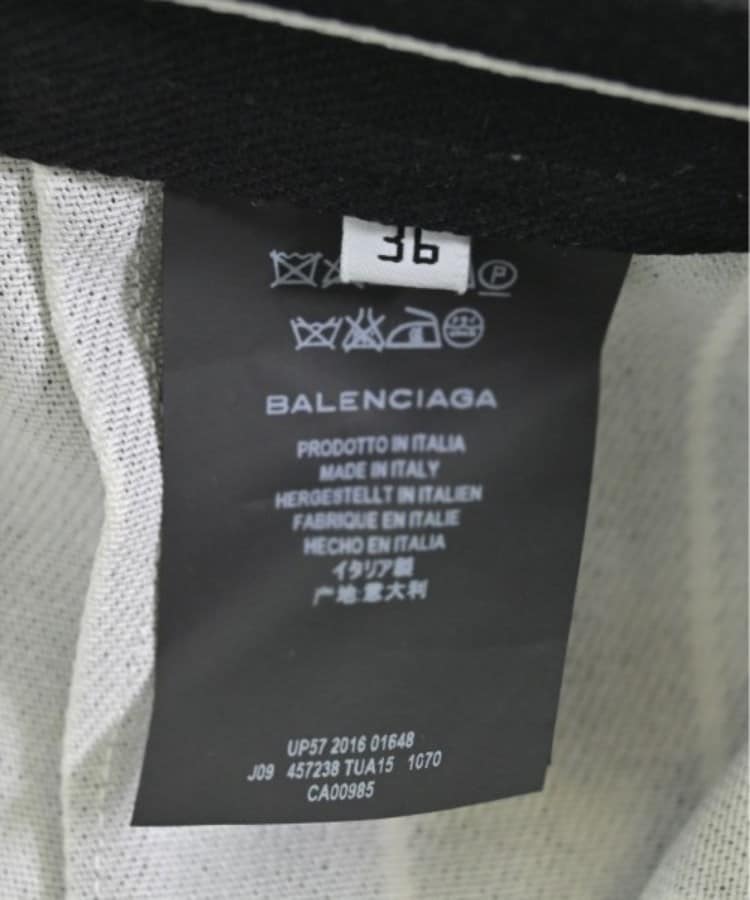 36
P
BALENCIAGA
PRODOTTO IN ITALIA
MADE IN ITALY
HERGESTELLT IN ITALIEN
FABRIQUE EN ITALIE
HECHO EN ITALIA
イタリア製
产地:意大利
UP57 2016 01648
J09 457238 TUA15 1070
CA00985